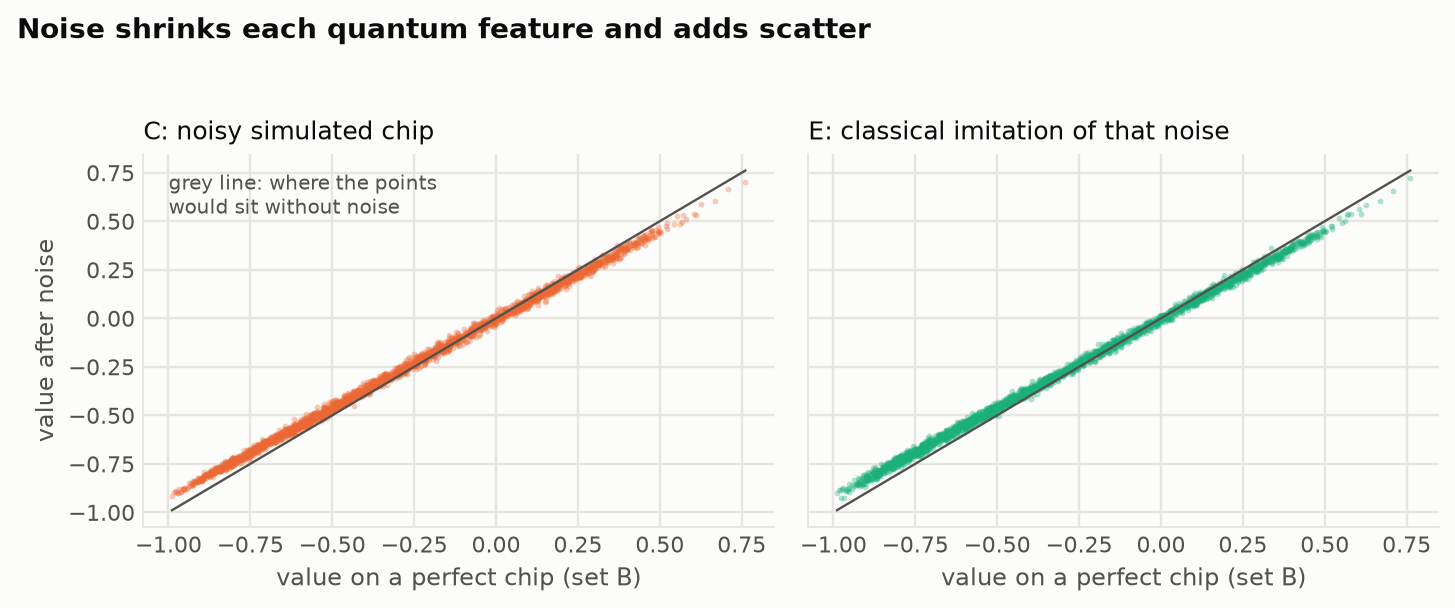 Noise shrinks each quantum feature and adds scatter
C: noisy simulated chip
E: classical imitation of that noise
grey line: where the points
would sit without noise
value after noise
0.75
0.50
0.25
0.00
−0.25
−0.50
−0.75
−1.00
−1.00 −0.75 −0.50 −0.25 0.00 0.25 0.50 0.75
−1.00 −0.75 −0.50 −0.25 0.00 0.25 0.50 0.75
value on a perfect chip (set B)
value on a perfect chip (set B)